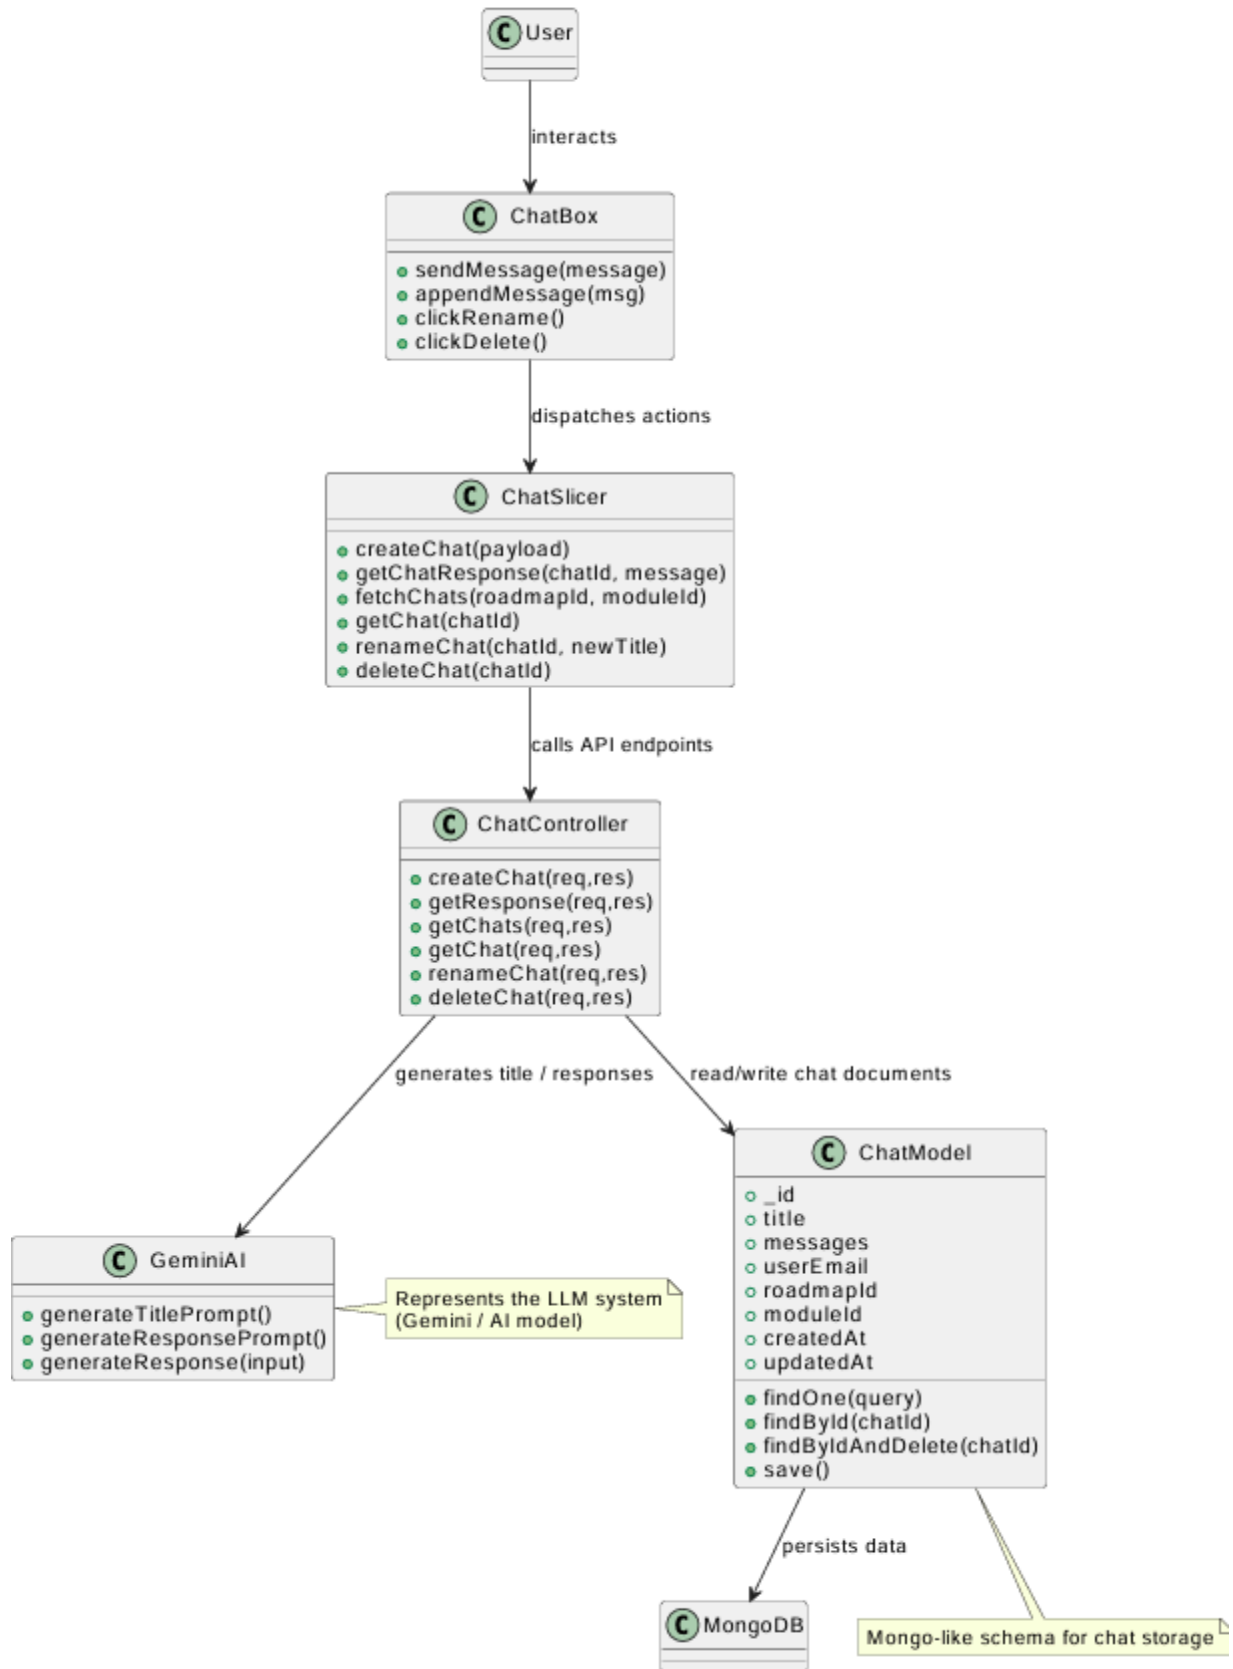 C User
interacts
C ChatBox
sendMessage(message)
appendMessage(msg)
clickRename()
clickDelete()
dispatches actions
C ChatSlicer
createChat(payload)
getChatResponse(chatId, message)
fetchChats(roadmapId, moduleId)
getChat(chatId)
renameChat(chatId, newTitle)
deleteChat(chatId)
calls API endpoints
C ChatController
createChat(req,res)
getResponse(req,res)
getChats(req,res)
getChat(req,res)
renameChat(req,res)
deleteChat(req,res)
generates title / responses
read/write chat documents
C ChatModel
_id
title
messages
userEmail
roadmapId
moduleId
createdAt
updatedAt
findOne(query)
findById(chatId)
findByIdAndDelete(chatId)
save()
C GeminiAI
generateTitlePrompt()
generateResponsePrompt()
generateResponse(input)
Represents the LLM system
(Gemini / AI model)
persists data
C MongoDB
Mongo-like schema for chat storage